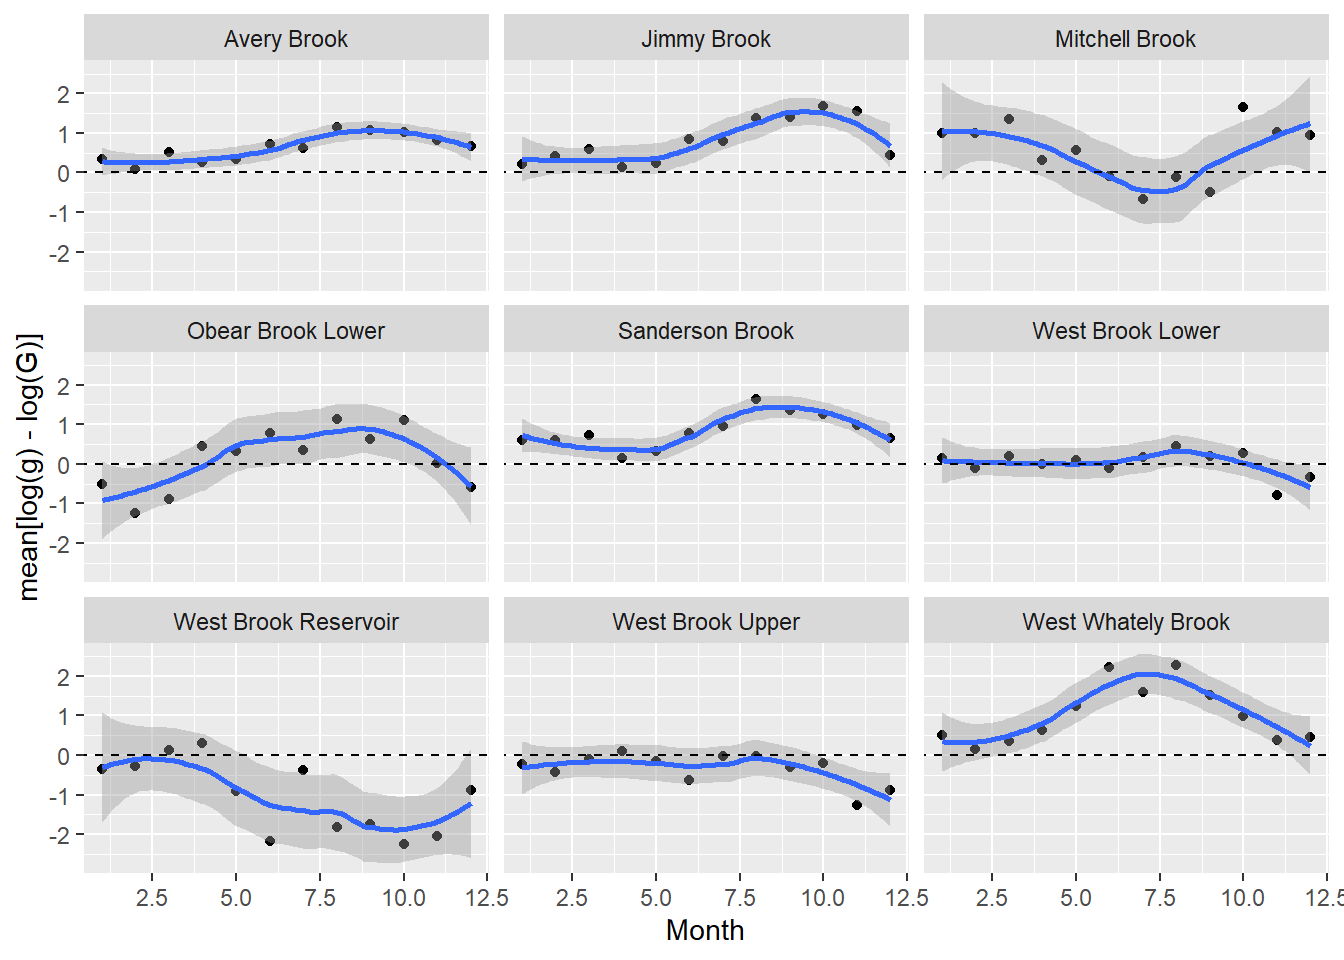 Avery Brook
Jimmy Brook
Mitchell Brook
2
1
0
-1
-2
Obear Brook Lower
Sanderson Brook
West Brook Lower
2
1
0
-1
-2
mean[log(g) - log(G)]
West Brook Reservoir
West Brook Upper
West Whately Brook
2
1
0
-1
-2
2.5 5.0 7.5 10.0 12.5 2.5 5.0 7.5 10.0 12.5 2.5 5.0 7.5 10.0 12.5
Month